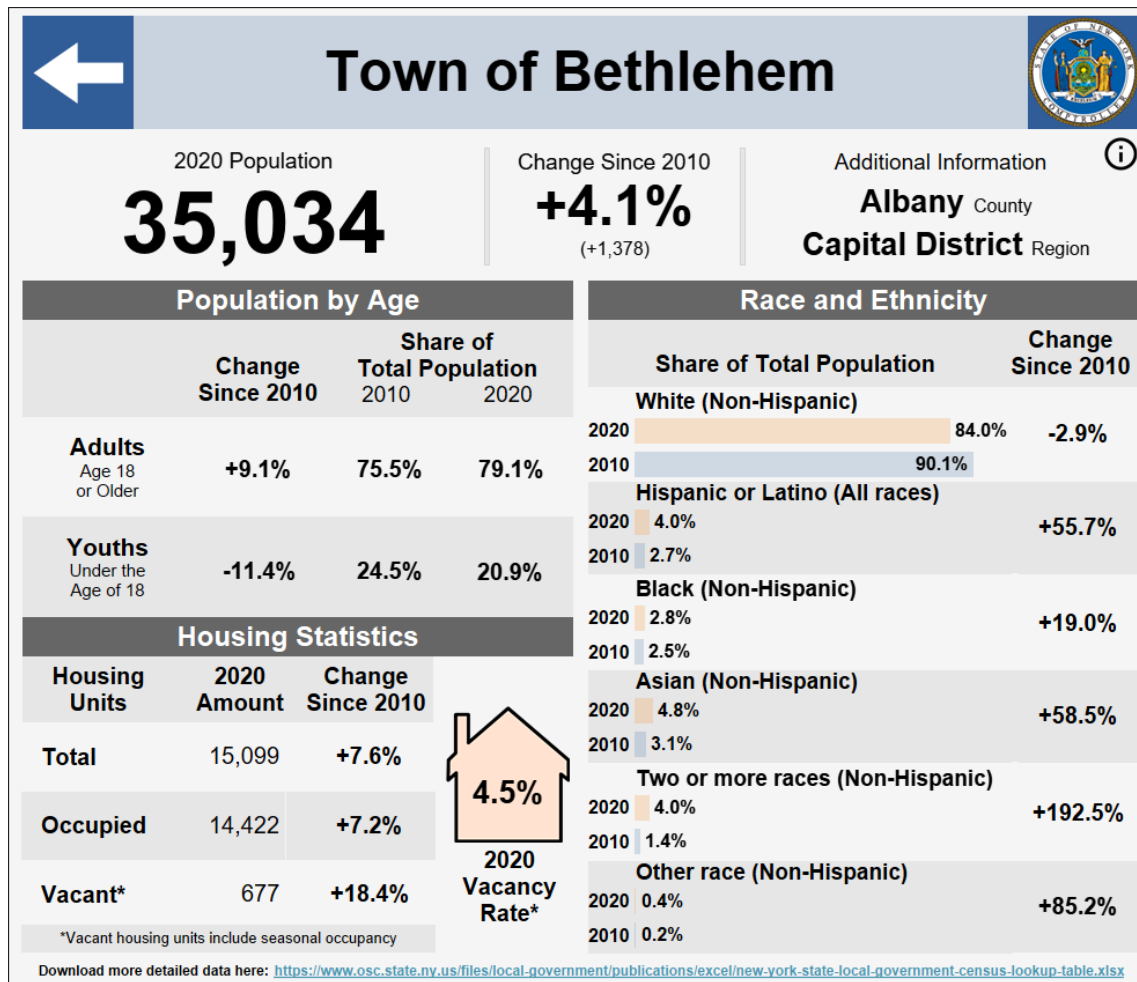 Town of Bethlehem
STATE OF NEW YORK
COMPTROLLER
2020 Population
35,034
Change Since 2010
+4.1%
(+1,378)
Additional Information
Albany County
Capital District Region
Population by Age
Change Since 2010
Share of Total Population
2010 2020
Adults
Age 18
or Older
+9.1% 75.5% 79.1%
Youths
Under the
Age of 18
-11.4% 24.5% 20.9%
Housing Statistics
Housing Units
2020 Amount
Change Since 2010
Total 15,099 +7.6%
Occupied 14,422 +7.2%
Vacant* 677 +18.4%
*Vacant housing units include seasonal occupancy
4.5%
2020
Vacancy
Rate*
Race and Ethnicity
Share of Total Population
Change
Since 2010
White (Non-Hispanic)
2020 84.0%
2010 90.1%
-2.9%
Hispanic or Latino (All races)
2020 4.0%
2010 2.7%
+55.7%
Black (Non-Hispanic)
2020 2.8%
2010 2.5%
+19.0%
Asian (Non-Hispanic)
2020 4.8%
2010 3.1%
+58.5%
Two or more races (Non-Hispanic)
2020 4.0%
2010 1.4%
+192.5%
Other race (Non-Hispanic)
2020 0.4%
2010 0.2%
+85.2%
Download more detailed data here: https://www.osc.state.ny.us/files/local-government/publications/excel/new-york-state-local-government-census-lookup-table.xlsx